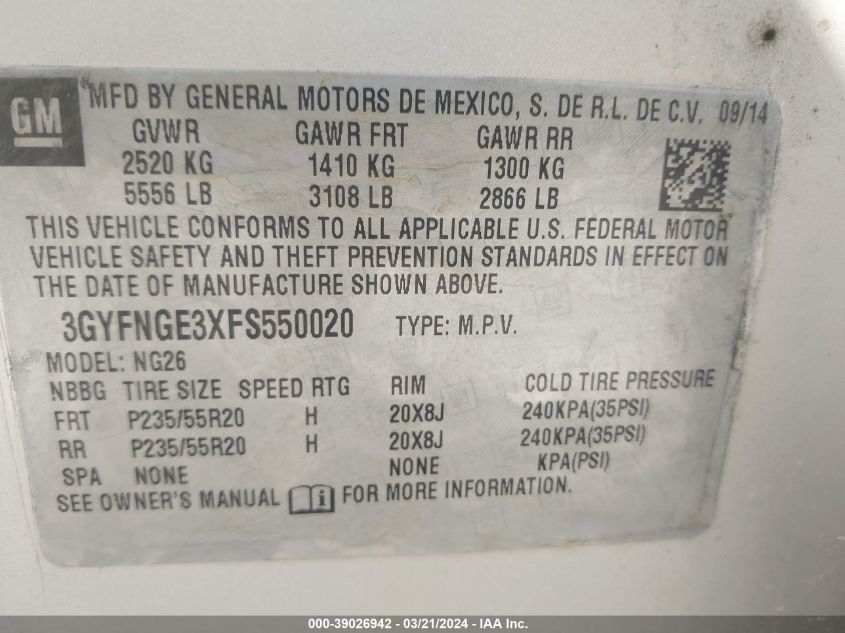 GM
® MFD BY GENERAL MOTORS DE MEXICO, S. DE R.L. DE C.V. 09/14
GVWR GAWR FRT GAWR RR
2520 KG 1410 KG 1300 KG
5556 LB 3108 LB 2866 LB
THIS VEHICLE CONFORMS TO ALL APPLICABLE U.S. FEDERAL MOTOR
VEHICLE SAFETY AND THEFT PREVENTION STANDARDS IN EFFECT ON
THE DATE OF MANUFACTURE SHOWN ABOVE.
3GYFNGE3XFS550020 TYPE: M.P.V.
MODEL: NG26
NBBG TIRE SIZE SPEED RTG RIM COLD TIRE PRESSURE
FRT P235/55R20 H 20X8J 240KPA(35PSI)
RR P235/55R20 H 20X8J 240KPA(35PSI)
SPA NONE NONE KPA(PSI)
SEE OWNER'S MANUAL FOR MORE INFORMATION.
000-39026942 - 03/21/2024 - IAA Inc.